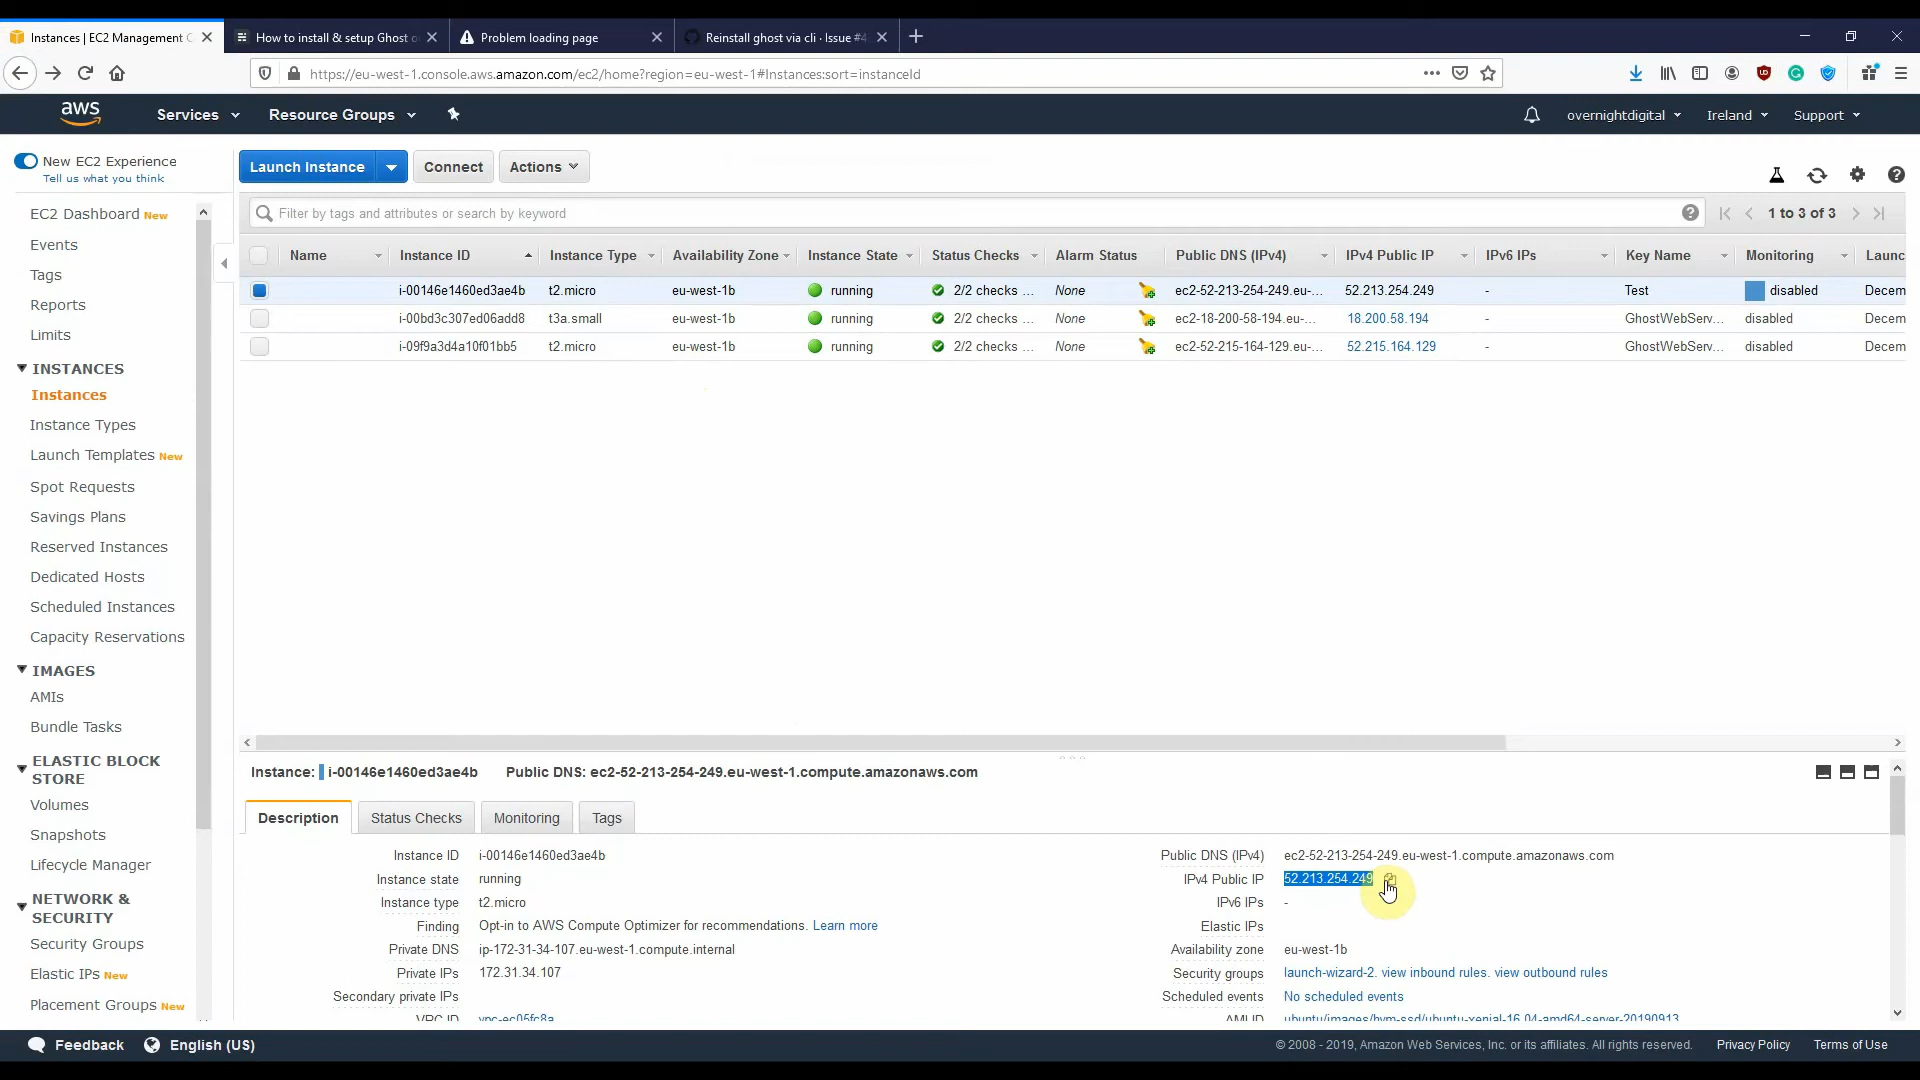 Instances | EC2 Management C
How to install & setup Ghost o
Problem loading page
Reinstall ghost via cli · Issue #4
https://eu-west-1.console.aws.amazon.com/ec2/home?region=eu-west-1#Instances:sort=instanceId
aws
Services
Resource Groups
overnightdigital
Ireland
Support
New EC2 Experience
Tell us what you think
Launch Instance
Connect
Actions
EC2 Dashboard New
Events
Tags
Reports
Limits
INSTANCES
Instances
Instance Types
Launch Templates New
Spot Requests
Savings Plans
Reserved Instances
Dedicated Hosts
Scheduled Instances
Capacity Reservations
IMAGES
AMIs
Bundle Tasks
ELASTIC BLOCK
STORE
Volumes
Snapshots
Lifecycle Manager
NETWORK &
SECURITY
Security Groups
Elastic IPs New
Placement Groups New
Filter by tags and attributes or search by keyword
1 to 3 of 3
Name Instance ID Instance Type Availability Zone Instance State Status Checks Alarm Status Public DNS (IPv4) IPv4 Public IP IPv6 IPs Key Name Monitoring Launc
i-00146e1460ed3ae4b t2.micro eu-west-1b running 2/2 checks ... None ec2-52-213-254-249.eu-... 52.213.254.249 - Test disabled Decem
i-00bd3c307ed06add8 t3a.small eu-west-1b running 2/2 checks ... None ec2-18-200-58-194.eu-... 18.200.58.194 - GhostWebServ... disabled Decem
i-09f9a3d4a10f01bb5 t2.micro eu-west-1b running 2/2 checks ... None ec2-52-215-164-129.eu-... 52.215.164.129 - GhostWebServ... disabled Decem
Instance: i-00146e1460ed3ae4b Public DNS: ec2-52-213-254-249.eu-west-1.compute.amazonaws.com
Description
Status Checks
Monitoring
Tags
Instance ID i-00146e1460ed3ae4b
Instance state running
Instance type t2.micro
Finding Opt-in to AWS Compute Optimizer for recommendations. Learn more
Private DNS ip-172-31-34-107.eu-west-1.compute.internal
Private IPs 172.31.34.107
Secondary private IPs
VPC ID vpc-ec05fc8a
Public DNS (IPv4) ec2-52-213-254-249.eu-west-1.compute.amazonaws.com
IPv4 Public IP 52.213.254.249
IPv6 IPs -
Elastic IPs
Availability zone eu-west-1b
Security groups launch-wizard-2. view inbound rules. view outbound rules
Scheduled events No scheduled events
AMI ID ubuntu/images/hvm-ssd/ubuntu-xenial-16.04-amd64-server-20190913
Feedback
English (US)
© 2008 - 2019, Amazon Web Services, Inc. or its affiliates. All rights reserved.
Privacy Policy
Terms of Use